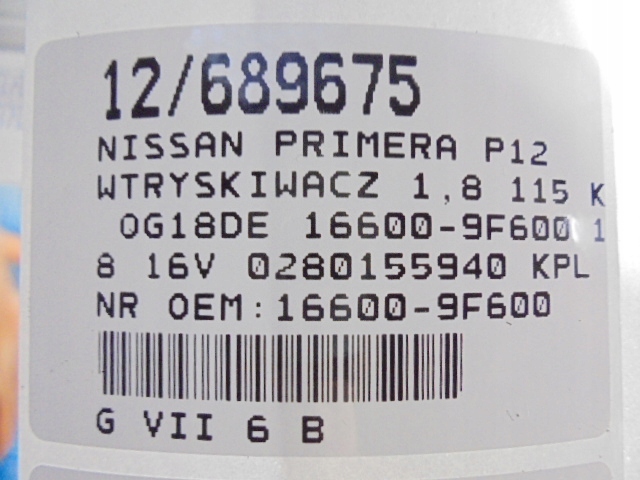 12/689675
NISSAN PRIMERA P12
WTRYSKIWACZ 1,8 115 K
QG18DE 16600-9F600 1
8 16V 0280155940 KPL
NR OEM:16600-9F600
G VII 6 B